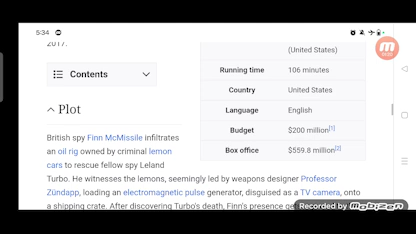 5:34
2017.
(United States)
Contents
Running time 106 minutes
Country United States
Plot
Language English
Budget $200 million[1]
Box office $559.8 million[2]
British spy Finn McMissile infiltrates
an oil rig owned by criminal lemon
cars to rescue fellow spy Leland
Turbo. He witnesses the lemons, seemingly led by weapons designer Professor
Zündapp, loading an electromagnetic pulse generator, disguised as a TV camera, onto
a shipping crate. After discovering Turbo's death, Finn's presence
Recorded by mobizen